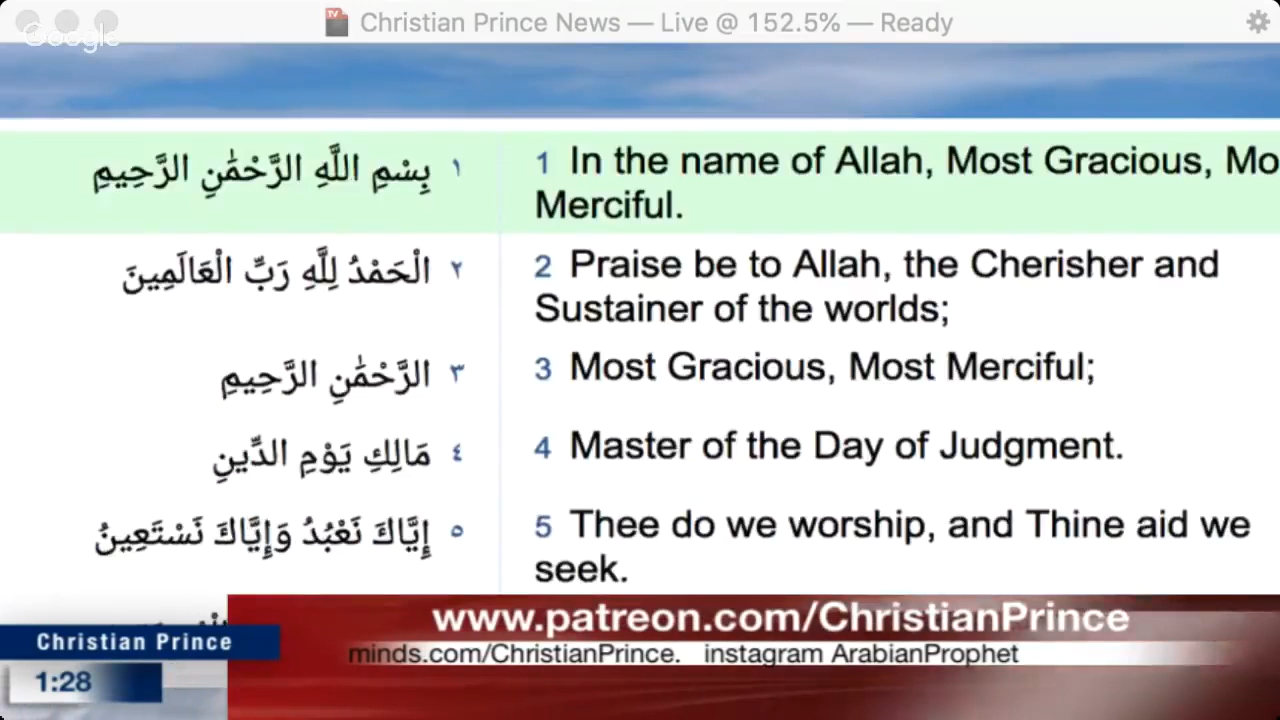 Christian Prince News — Live @ 152.5% — Ready
Google
بِسْمِ اللَّهِ الرَّحْمَٰنِ الرَّحِيمِ ١
1 In the name of Allah, Most Gracious, Mo
Merciful.
الْحَمْدُ لِلَّهِ رَبِّ الْعَالَمِينَ ٢
2 Praise be to Allah, the Cherisher and
Sustainer of the worlds;
الرَّحْمَٰنِ الرَّحِيمِ ٣
3 Most Gracious, Most Merciful;
مَالِكِ يَوْمِ الدِّينِ ٤
4 Master of the Day of Judgment.
إِيَّاكَ نَعْبُدُ وَإِيَّاكَ نَسْتَعِينُ ٥
5 Thee do we worship, and Thine aid we
seek.
www.patreon.com/ChristianPrince
Christian Prince
minds.com/ChristianPrince. instagram ArabianProphet
1:28